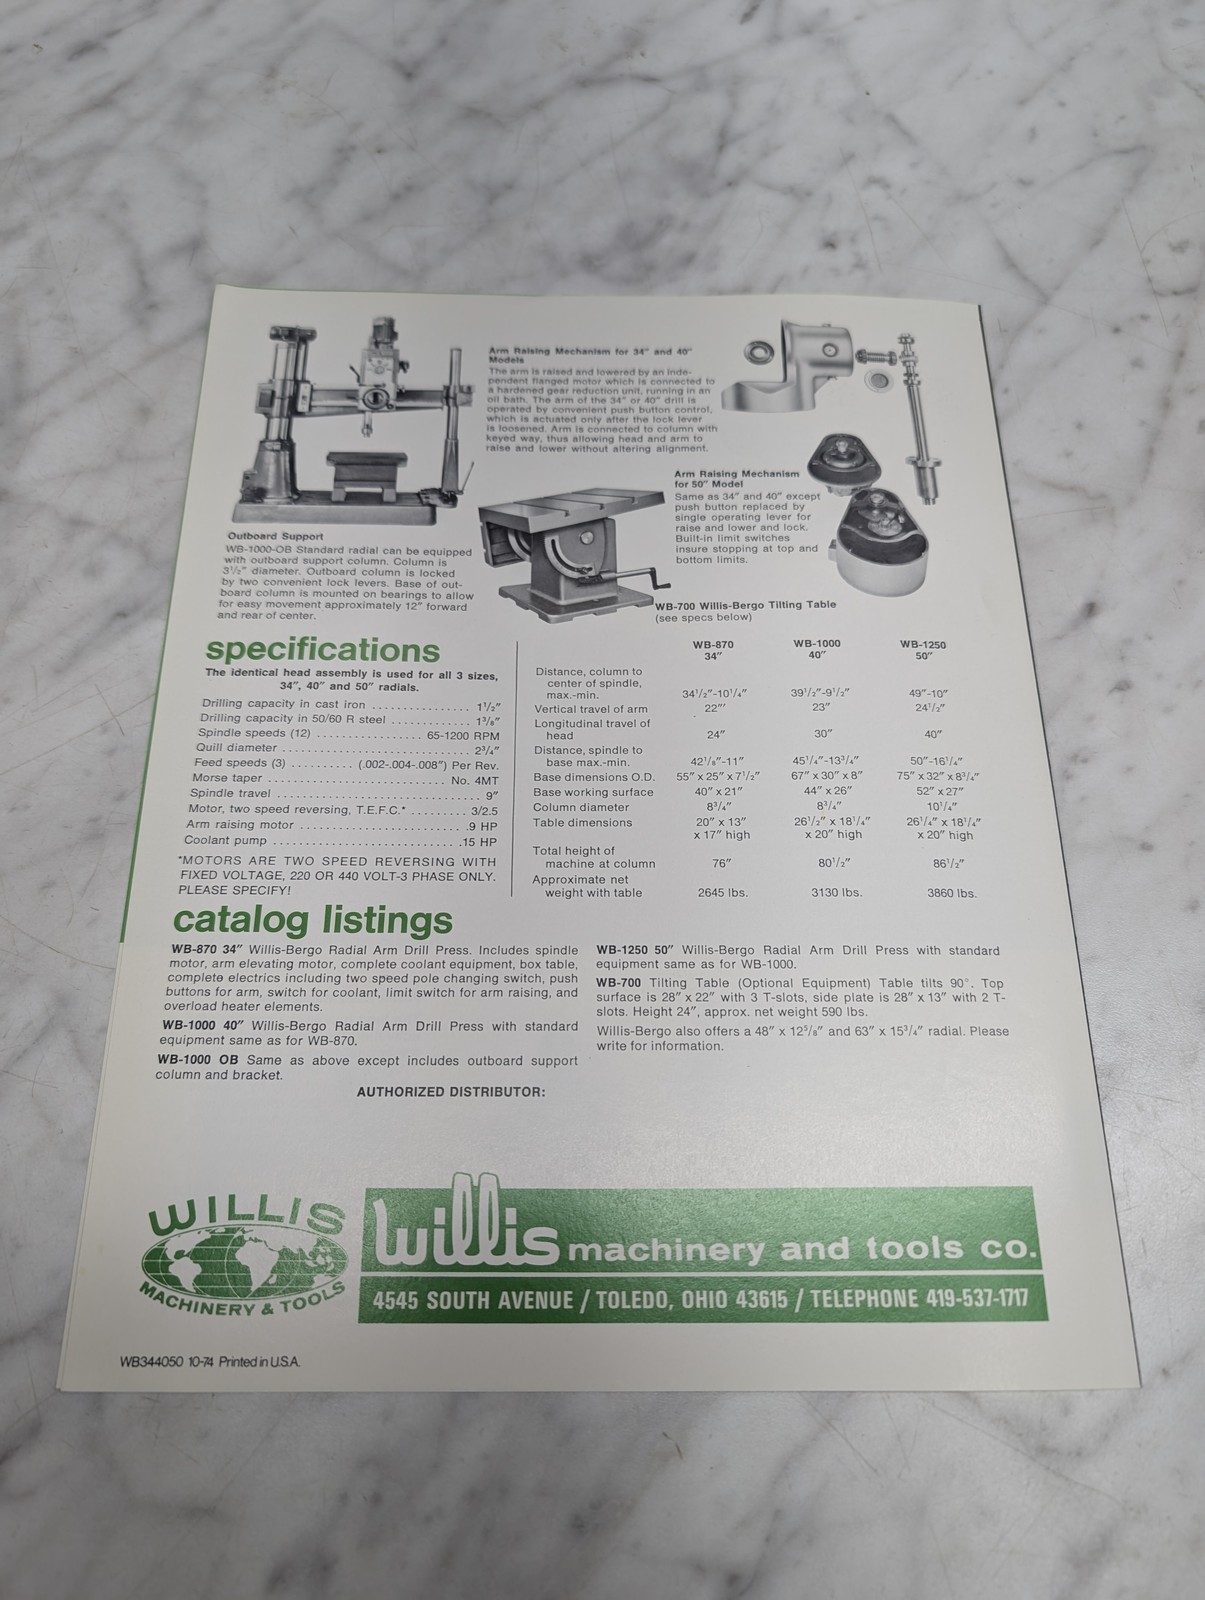 Arm Raising Mechanism for 34" and 40"
Models
The arm is raised and lowered by an inde-
pendent flanged motor which is connected to
a hardened gear reduction unit, running in an
oil bath. The arm of the 34" or 40" drill is
operated by convenient push button control,
which is actuated only after the lock lever
is loosened. Arm is connected to column with
keyed way, thus allowing head and arm to
raise and lower without altering alignment.
Arm Raising Mechanism
for 50" Model
Same as 34" and 40" except
push button replaced by
single operating lever for
raise and lower and lock.
Built-in limit switches
insure stopping at top and
bottom limits.
Outboard Support
WB-1000-OB Standard radial can be equipped
with outboard support column. Column is
3½" diameter. Outboard column is locked
by two convenient lock levers. Base of out-
board column is mounted on bearings to allow
for easy movement approximately 12" forward
and rear of center.
WB-700 Willis-Bergo Tilting Table
(see specs below)
specifications
The identical head assembly is used for all 3 sizes,
34", 40" and 50" radials.
Drilling capacity in cast iron ................ 1¹/₂"
Drilling capacity in 50/60 R steel ............. 1³/₈"
Spindle speeds (12) ................ 65-1200 RPM
Quill diameter ............................. 2³/₄"
Feed speeds (3) .......... (.002-.004-.008") Per Rev.
Morse taper ............................ No. 4MT
Spindle travel ................................ 9"
Motor, two speed reversing, T.E.F.C.* ......... 3/2.5
Arm raising motor .......................... .9 HP
Coolant pump ............................. .15 HP
*MOTORS ARE TWO SPEED REVERSING WITH
FIXED VOLTAGE, 220 OR 440 VOLT-3 PHASE ONLY.
PLEASE SPECIFY!
WB-870 WB-1000 WB-1250
34" 40" 50"
Distance, column to
center of spindle,
max.-min. 34¹/₂"-10¹/₄" 39¹/₂"-9¹/₂" 49"-10"
Vertical travel of arm 22"' 23" 24¹/₂"
Longitudinal travel of
head 24" 30" 40"
Distance, spindle to
base max.-min. 42¹/₈"-11" 45¹/₄"-13³/₄" 50"-16¹/₄"
Base dimensions O.D. 55" x 25" x 7¹/₂" 67" x 30" x 8" 75" x 32" x 8³/₄"
Base working surface 40" x 21" 44" x 26" 52" x 27"
Column diameter 8³/₄" 8³/₄" 10¹/₄"
Table dimensions 20" x 13" 26¹/₂" x 18¹/₄" 26¹/₄" x 18¹/₄"
x 17" high x 20" high x 20" high
Total height of
machine at column 76" 80¹/₂" 86¹/₂"
Approximate net
weight with table 2645 lbs. 3130 lbs. 3860 lbs.
catalog listings
WB-870 34" Willis-Bergo Radial Arm Drill Press. Includes spindle
motor, arm elevating motor, complete coolant equipment, box table,
complete electrics including two speed pole changing switch, push
buttons for arm, switch for coolant, limit switch for arm raising, and
overload heater elements.
WB-1000 40" Willis-Bergo Radial Arm Drill Press with standard
equipment same as for WB-870.
WB-1000 OB Same as above except includes outboard support
column and bracket.
WB-1250 50" Willis-Bergo Radial Arm Drill Press with standard
equipment same as for WB-1000.
WB-700 Tilting Table (Optional Equipment) Table tilts 90°. Top
surface is 28" x 22" with 3 T-slots, side plate is 28" x 13" with 2 T-
slots. Height 24", approx. net weight 590 lbs.
Willis-Bergo also offers a 48" x 12⁵/₈" and 63" x 15³/₄" radial. Please
write for information.
AUTHORIZED DISTRIBUTOR:
WILLIS
MACHINERY & TOOLS
willis machinery and tools co.
4545 SOUTH AVENUE / TOLEDO, OHIO 43615 / TELEPHONE 419-537-1717
WB344050 10-74 Printed in U.S.A.